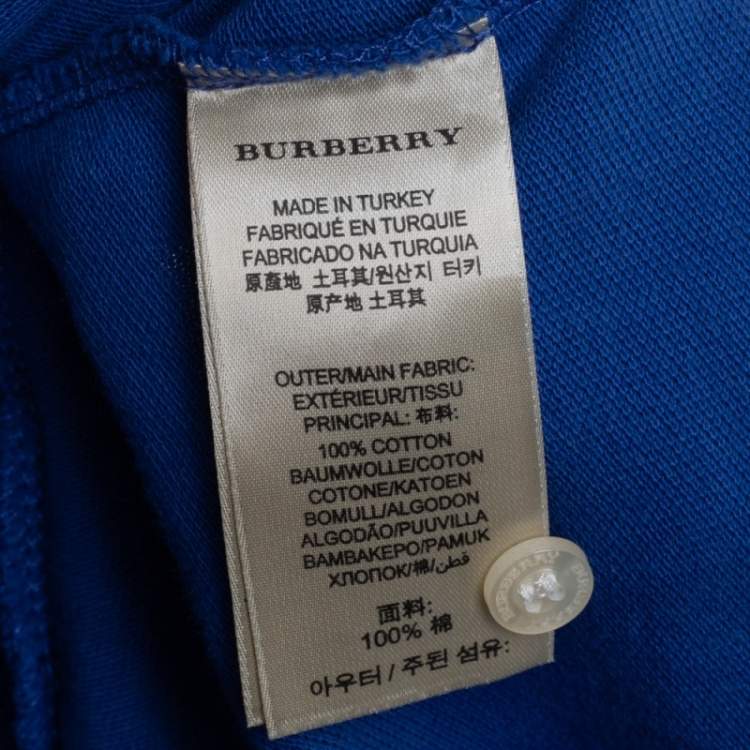 BURBERRY
MADE IN TURKEY
FABRIQUÉ EN TURQUIE
FABRICADO NA TURQUIA
原產地 土耳其/원산지 터키
原产地 土耳其
OUTER/MAIN FABRIC:
EXTÉRIEUR/TISSU
PRINCIPAL: 布料:
100% COTTON
BAUMWOLLE/COTON
COTONE/KATOEN
BOMULL/ALGODON
ALGODÃO/PUUVILLA
BAMBAKEPO/PAMUK
ХЛОПОК/棉/قطن/
面料:
100% 棉
아우터 / 주된 섬유:
BURBERRY